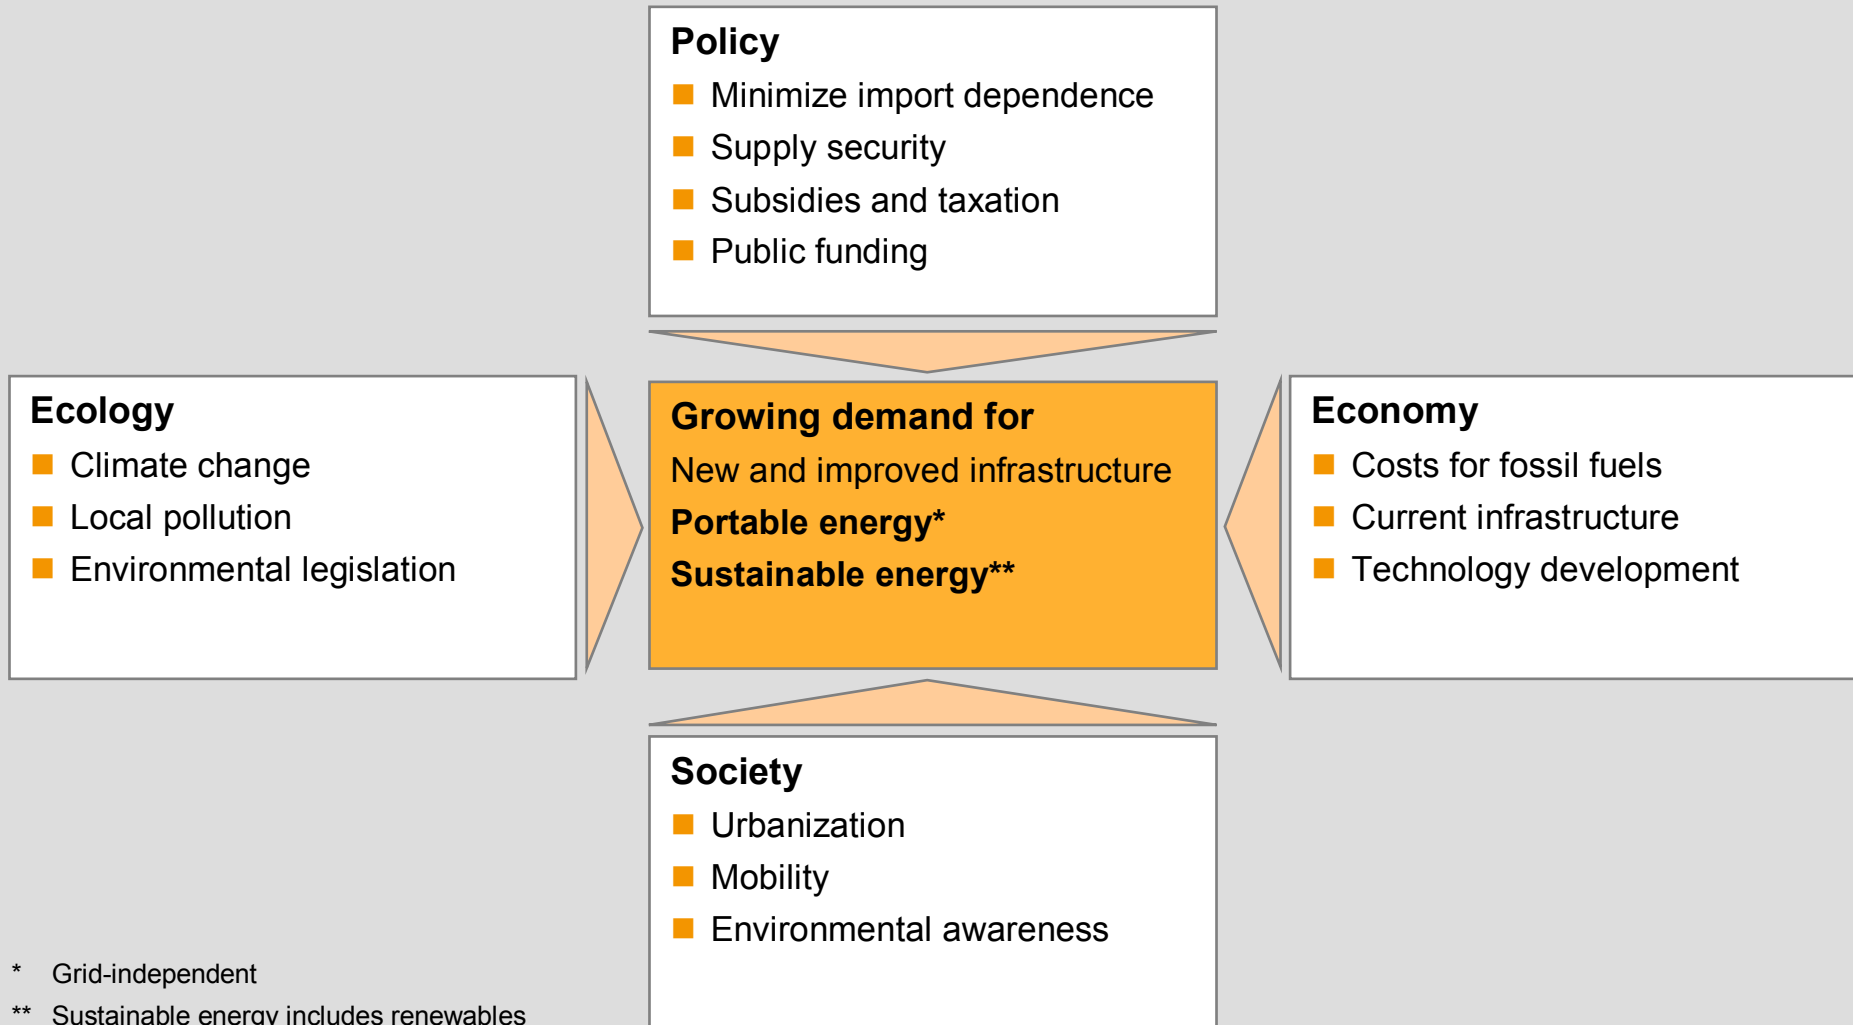 Policy
Minimize import dependence
Supply security
Subsidies and taxation
Public funding
Ecology
Climate change
Local pollution
Environmental legislation
Growing demand for
New and improved infrastructure
Portable energy*
Sustainable energy**
Economy
Costs for fossil fuels
Current infrastructure
Technology development
Society
Urbanization
Mobility
Environmental awareness
* Grid-independent
** Sustainable energy includes renewables